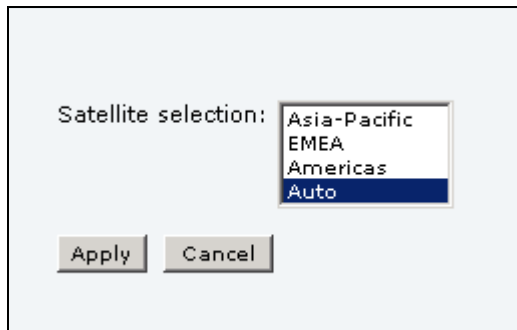 Satellite selection:
Asia-Pacific
EMEA
Americas
Auto
Apply Cancel